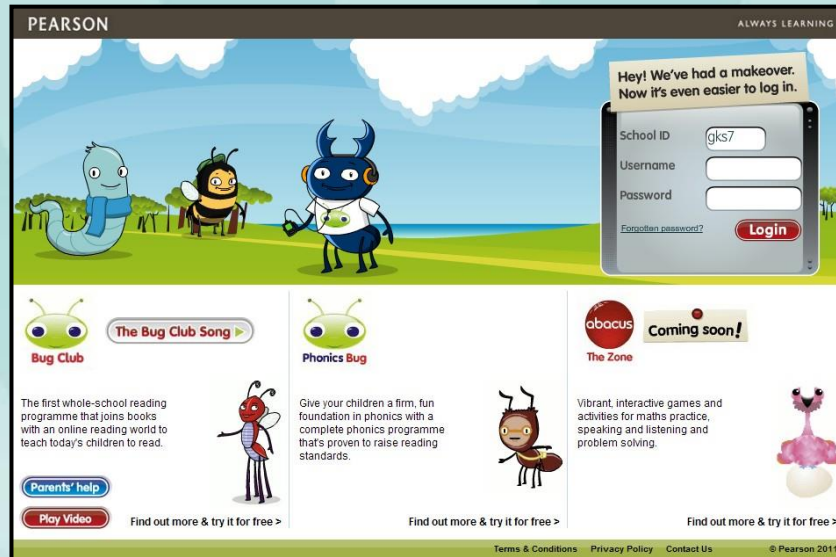 PEARSON
ALWAYS LEARNING
Hey! We've had a makeover.
Now it's even easier to log in.
School ID
gks7
Username
Password
Forgotten password?
Login
Bug Club
The Bug Club Song
The first whole-school reading
programme that joins books
with an online reading world to
teach today's children to read.
Parents' help
Play Video
Find out more & try it for free >
Phonics Bug
Give your children a firm, fun
foundation in phonics with a
complete phonics programme
that's proven to raise reading
standards.
Find out more & try it for free >
abacus
The Zone
Coming soon!
Vibrant, interactive games and
activities for maths practice,
speaking and listening and
problem solving.
Find out more & try it for free >
Terms & Conditions Privacy Policy Contact Us © Pearson 2011